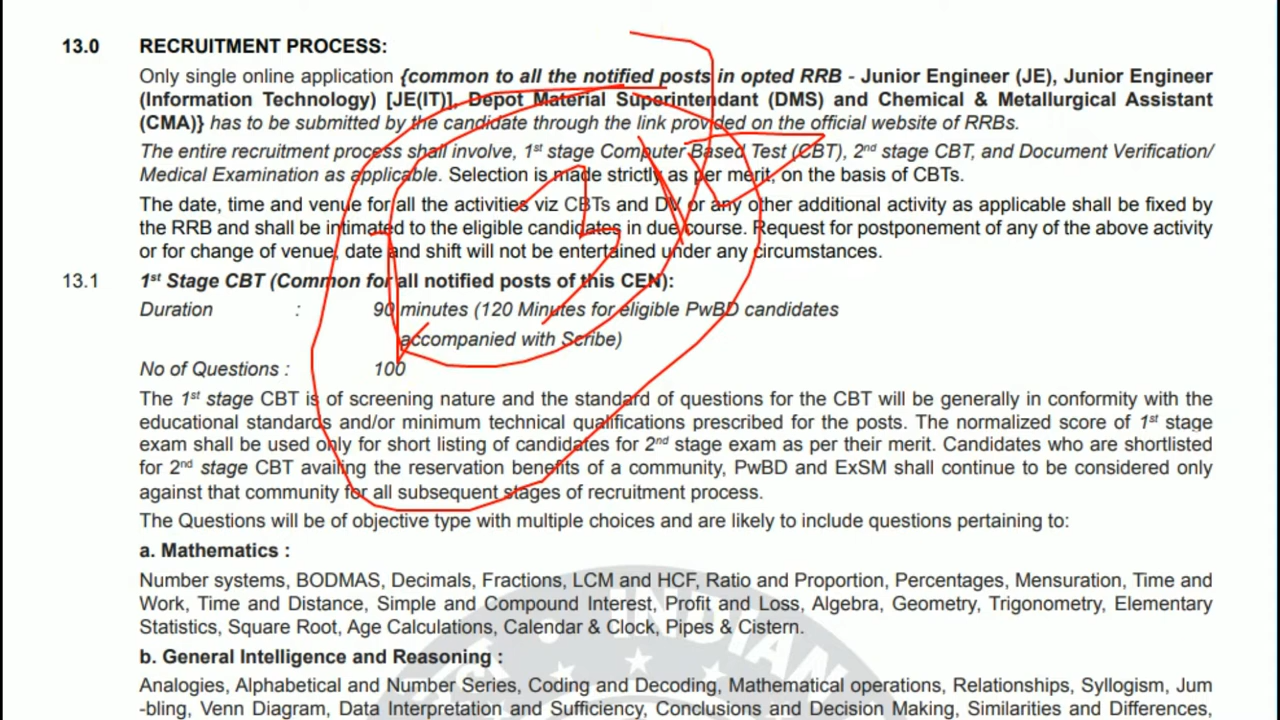 13.0 RECRUITMENT PROCESS:
Only single online application {common to all the notified posts in opted RRB - Junior Engineer (JE), Junior Engineer
(Information Technology) [JE(IT)], Depot Material Superintendant (DMS) and Chemical & Metallurgical Assistant
(CMA)} has to be submitted by the candidate through the link provided on the official website of RRBs.
The entire recruitment process shall involve, 1st stage Computer Based Test (CBT), 2nd stage CBT, and Document Verification/
Medical Examination as applicable. Selection is made strictly as per merit, on the basis of CBTs.
The date, time and venue for all the activities viz CBTs and DV or any other additional activity as applicable shall be fixed by
the RRB and shall be intimated to the eligible candidates in due course. Request for postponement of any of the above activity
or for change of venue, date and shift will not be entertained under any circumstances.
13.1 1st Stage CBT (Common for all notified posts of this CEN):
Duration : 90 minutes (120 Minutes for eligible PwBD candidates
accompanied with Scribe)
No of Questions : 100
The 1st stage CBT is of screening nature and the standard of questions for the CBT will be generally in conformity with the
educational standards and/or minimum technical qualifications prescribed for the posts. The normalized score of 1st stage
exam shall be used only for short listing of candidates for 2nd stage exam as per their merit. Candidates who are shortlisted
for 2nd stage CBT availing the reservation benefits of a community, PwBD and ExSM shall continue to be considered only
against that community for all subsequent stages of recruitment process.
The Questions will be of objective type with multiple choices and are likely to include questions pertaining to:
a. Mathematics :
Number systems, BODMAS, Decimals, Fractions, LCM and HCF, Ratio and Proportion, Percentages, Mensuration, Time and
Work, Time and Distance, Simple and Compound Interest, Profit and Loss, Algebra, Geometry, Trigonometry, Elementary
Statistics, Square Root, Age Calculations, Calendar & Clock, Pipes & Cistern.
b. General Intelligence and Reasoning :
Analogies, Alphabetical and Number Series, Coding and Decoding, Mathematical operations, Relationships, Syllogism, Jum
-bling, Venn Diagram, Data Interpretation and Sufficiency, Conclusions and Decision Making, Similarities and Differences,
INDIAN